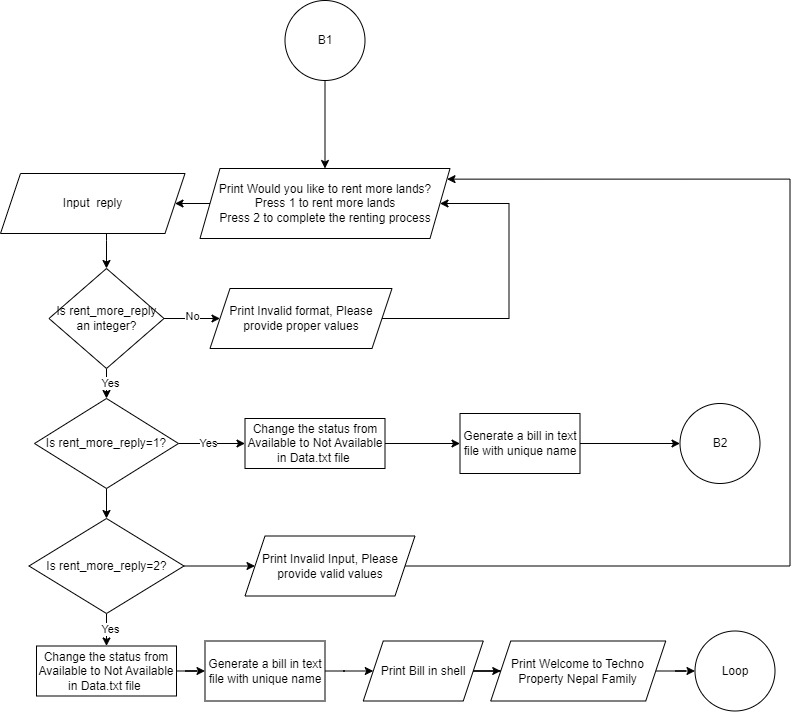 B1
Print Would you like to rent more lands?
Press 1 to rent more lands
Press 2 to complete the renting process
Input reply
Is rent_more_reply
an integer?
No
Print Invalid format, Please
provide proper values
Yes
Is rent_more_reply=1?
Yes
Change the status from
Available to Not Available
in Data.txt file
Generate a bill in text
file with unique name
B2
Is rent_more_reply=2?
Print Invalid Input, Please
provide valid values
Yes
Change the status from
Available to Not Available
in Data.txt file
Generate a bill in text
file with unique name
Print Bill in shell
Print Welcome to Techno
Property Nepal Family
Loop